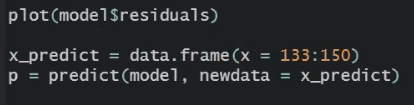 plot(model$residuals)
x_predict = data.frame(x = 133:150)
p = predict(model, newdata = x_predict)